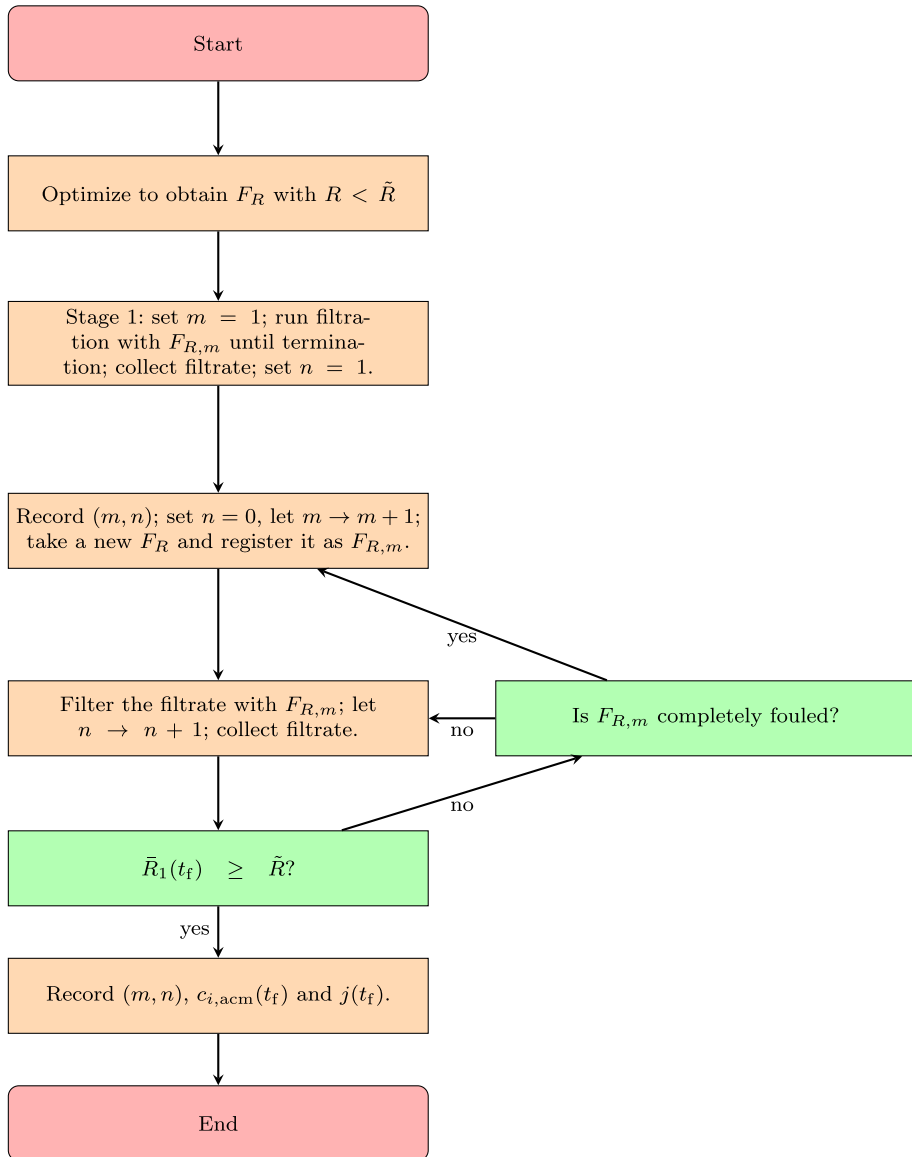 Start
Optimize to obtain $F_R$ with $R < \tilde{R}$
Stage 1: set $m = 1$; run filtra-
tion with $F_{R,m}$ until termina-
tion; collect filtrate; set $n = 1$.
Record $(m, n)$; set $n = 0$, let $m \to m + 1$;
take a new $F_R$ and register it as $F_{R,m}$.
yes
Filter the filtrate with $F_{R,m}$; let
$n \to n + 1$; collect filtrate.
no
Is $F_{R,m}$ completely fouled?
no
$\bar{R}_1(t_\mathrm{f}) \geq \tilde{R}$?
yes
Record $(m, n)$, $c_{i,\mathrm{acm}}(t_\mathrm{f})$ and $j(t_\mathrm{f})$.
End